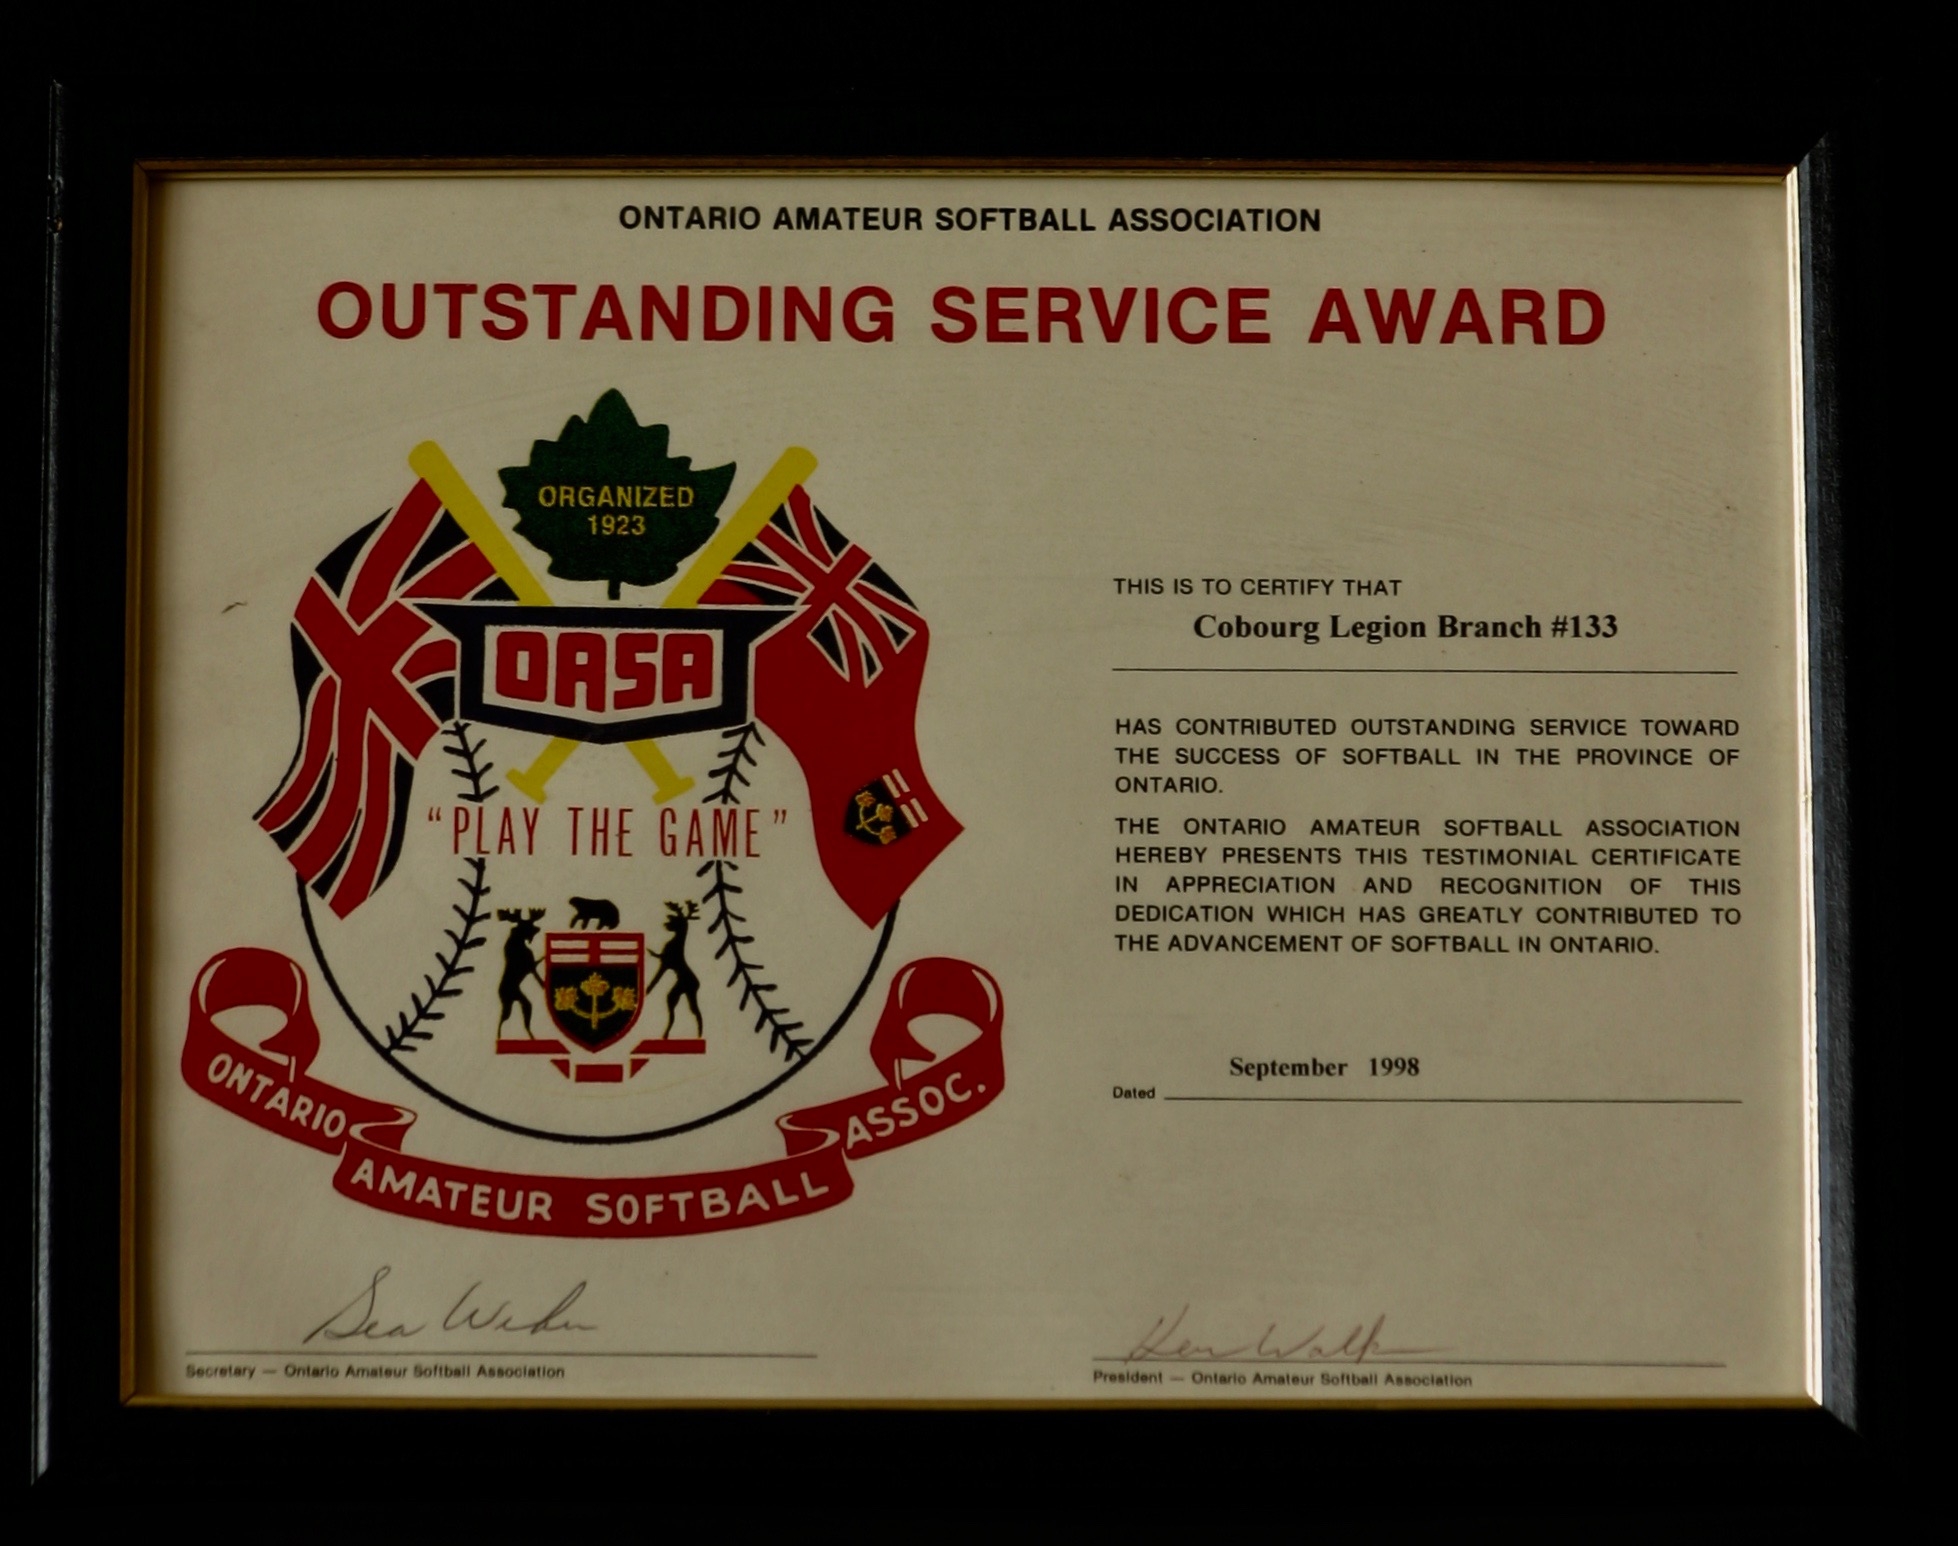 ONTARIO AMATEUR SOFTBALL ASSOCIATION
OUTSTANDING SERVICE AWARD
ORGANIZED
1923
OASA
“PLAY THE GAME”
ONTARIO AMATEUR SOFTBALL ASSOC.
THIS IS TO CERTIFY THAT
Cobourg Legion Branch #133
HAS CONTRIBUTED OUTSTANDING SERVICE TOWARD
THE SUCCESS OF SOFTBALL IN THE PROVINCE OF
ONTARIO.
THE ONTARIO AMATEUR SOFTBALL ASSOCIATION
HEREBY PRESENTS THIS TESTIMONIAL CERTIFICATE
IN APPRECIATION AND RECOGNITION OF THIS
DEDICATION WHICH HAS GREATLY CONTRIBUTED TO
THE ADVANCEMENT OF SOFTBALL IN ONTARIO.
September 1998
Dated
Secretary — Ontario Amateur Softball Association
President — Ontario Amateur Softball Association